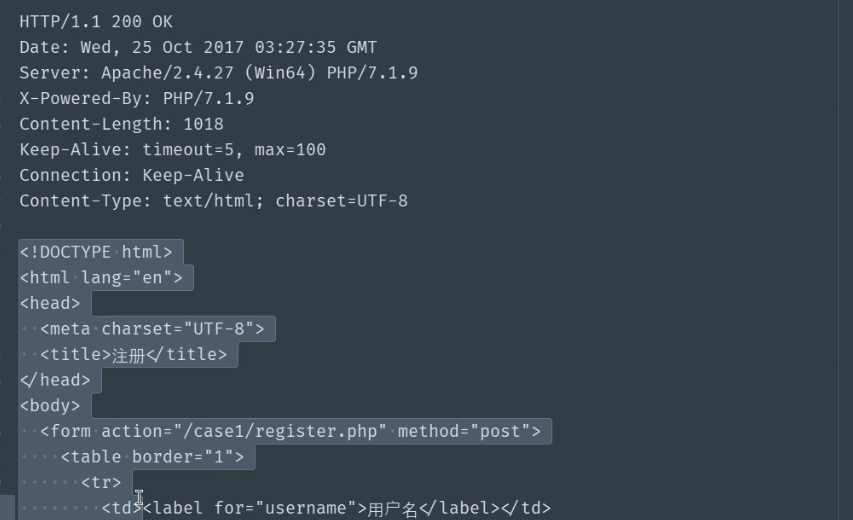 HTTP/1.1 200 OK
Date: Wed, 25 Oct 2017 03:27:35 GMT
Server: Apache/2.4.27 (Win64) PHP/7.1.9
X-Powered-By: PHP/7.1.9
Content-Length: 1018
Keep-Alive: timeout=5, max=100
Connection: Keep-Alive
Content-Type: text/html; charset=UTF-8
<!DOCTYPE html>
<html lang="en">
<head>
<meta charset="UTF-8">
<title>注册</title>
</head>
<body>
<form action="/case1/register.php" method="post">
<table border="1">
<tr>
<td><label for="username">用户名</label></td>